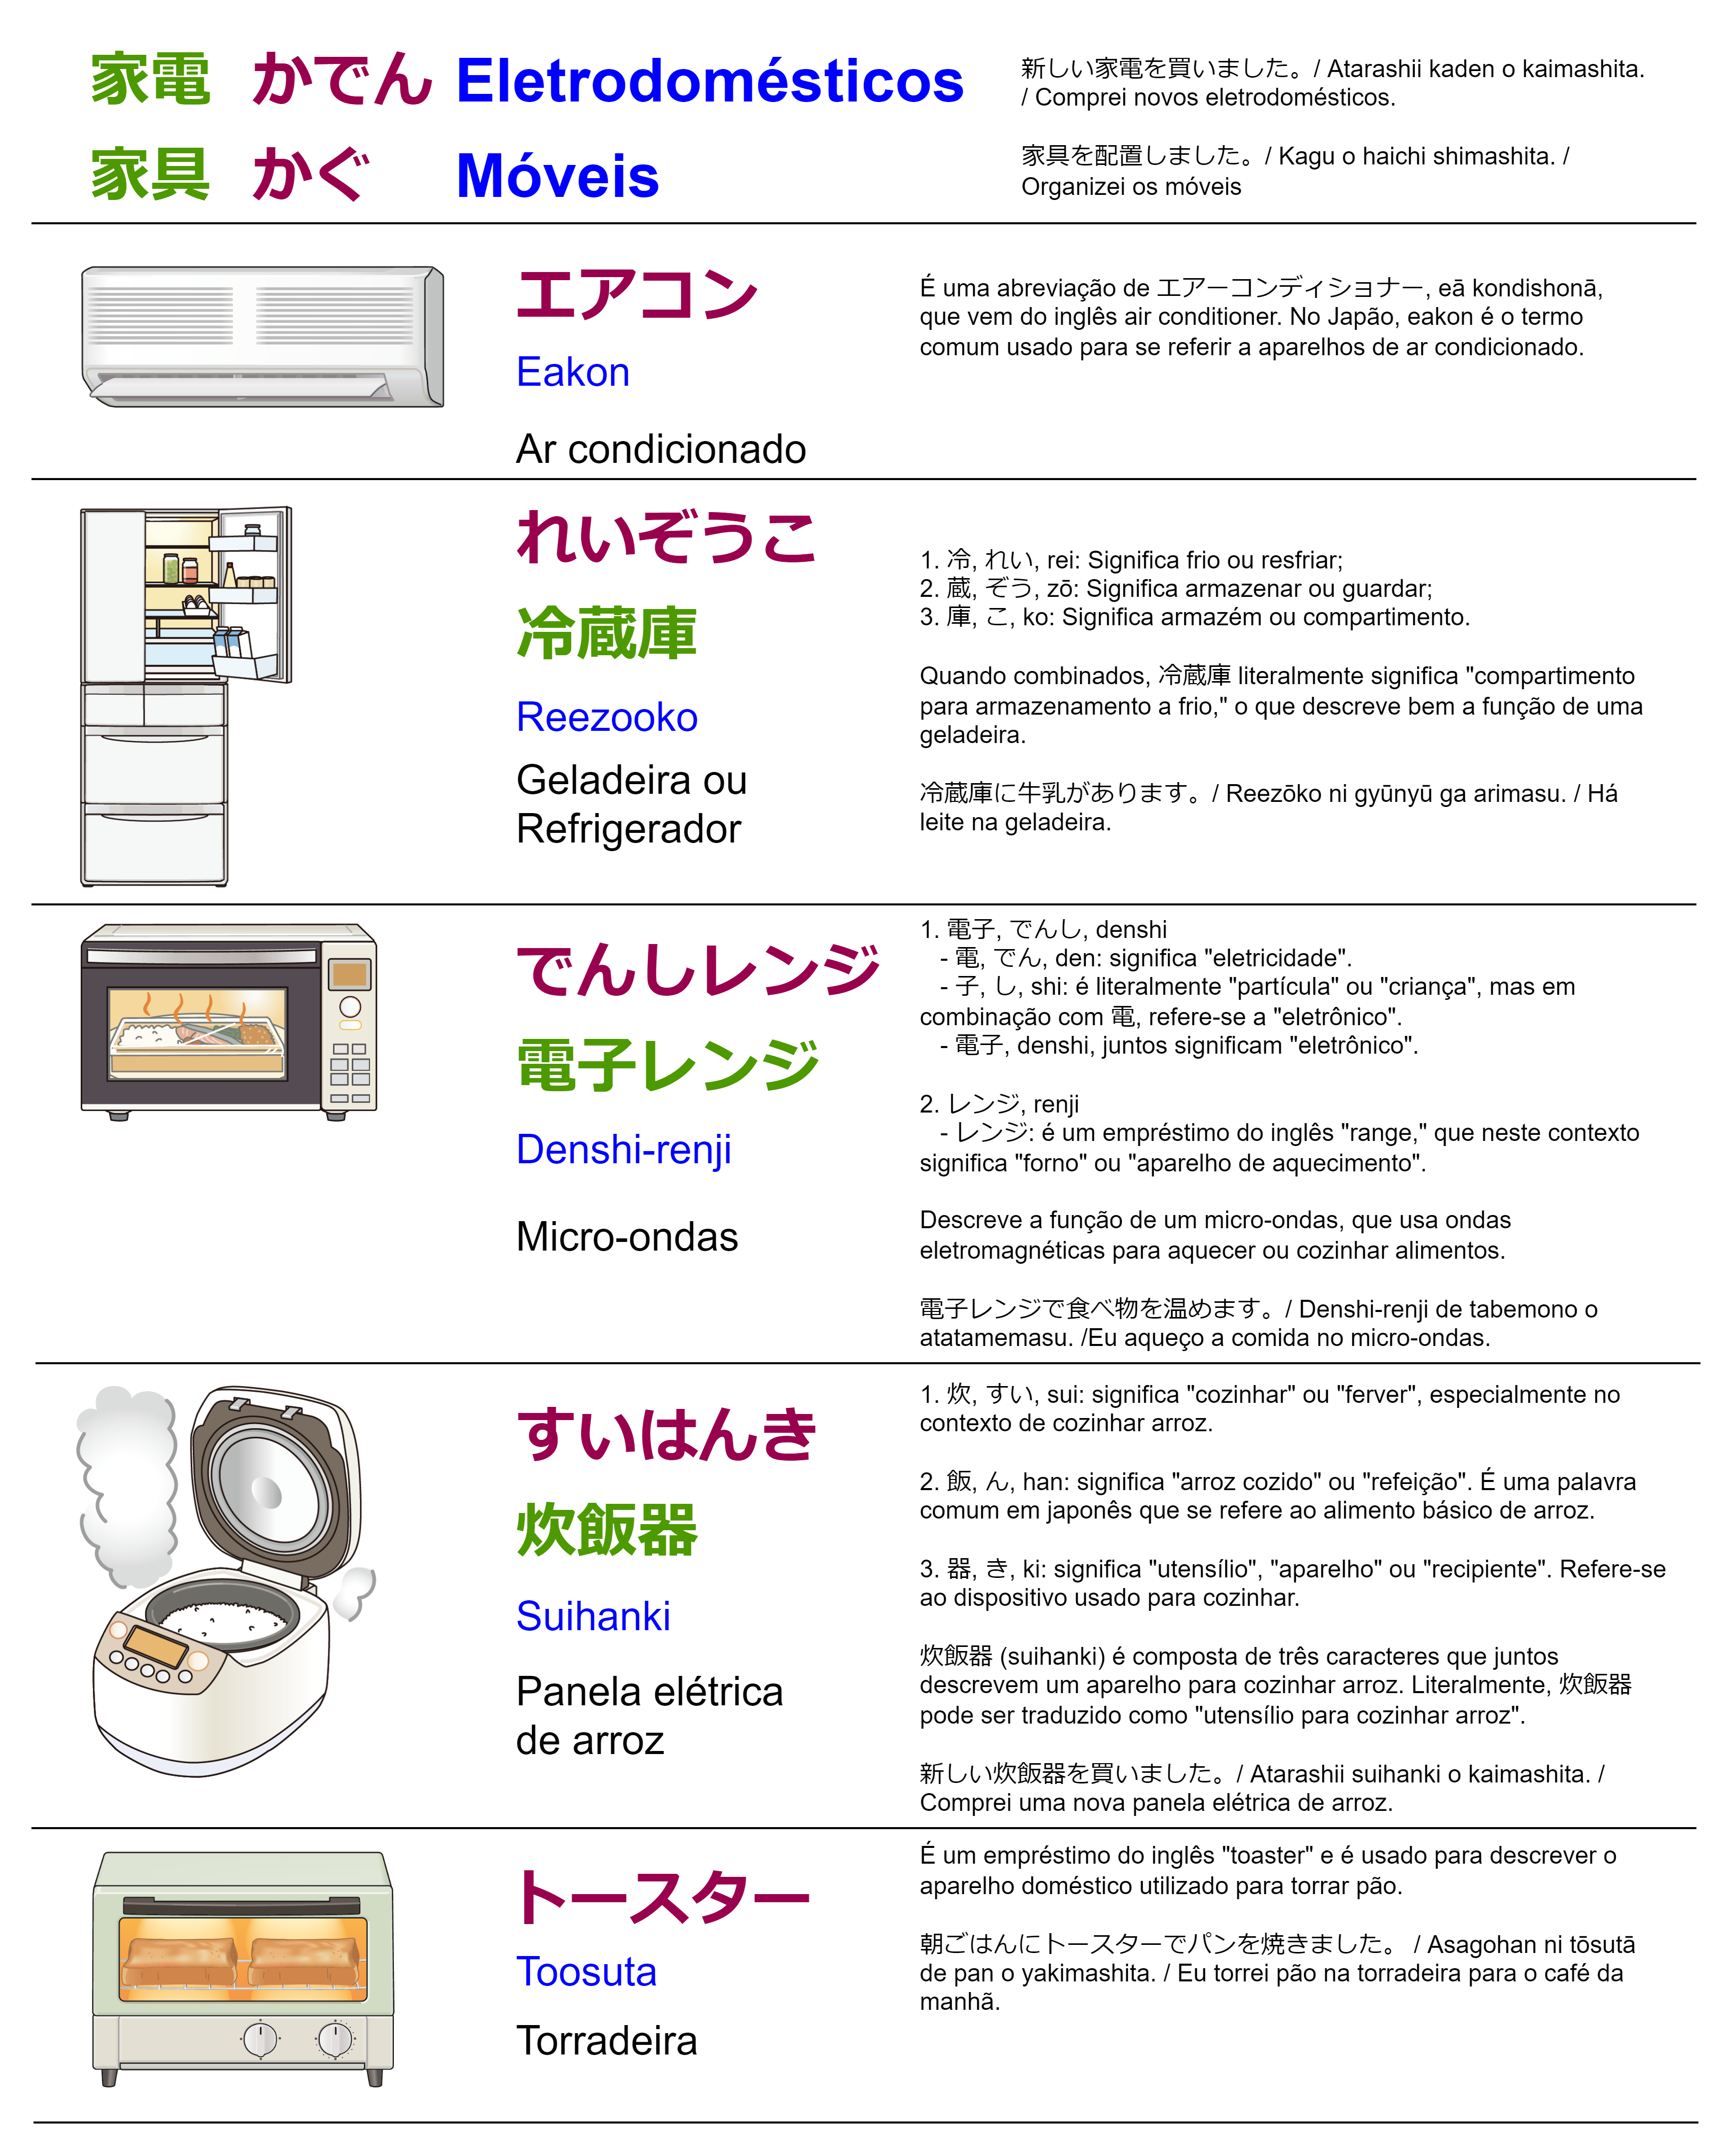 家電 かでん Eletrodomésticos
家具 かぐ Móveis
新しい家電を買いました。/ Atarashii kaden o kaimashita.
/ Comprei novos eletrodomésticos.
家具を配置しました。/ Kagu o haichi shimashita. /
Organizei os móveis
エアコン
Eakon
Ar condicionado
É uma abreviação de エアーコンディショナー, eā kondishonā,
que vem do inglês air conditioner. No Japão, eakon é o termo
comum usado para se referir a aparelhos de ar condicionado.
れいぞうこ
冷蔵庫
Reezooko
Geladeira ou
Refrigerador
1. 冷, れい, rei: Significa frio ou resfriar;
2. 蔵, ぞう, zō: Significa armazenar ou guardar;
3. 庫, こ, ko: Significa armazém ou compartimento.
Quando combinados, 冷蔵庫 literalmente significa "compartimento
para armazenamento a frio," o que descreve bem a função de uma
geladeira.
冷蔵庫に牛乳があります。/ Reezōko ni gyūnyū ga arimasu. / Há
leite na geladeira.
でんしレンジ
電子レンジ
Denshi-renji
Micro-ondas
1. 電子, でんし, denshi
- 電, でん, den: significa "eletricidade".
- 子, し, shi: é literalmente "partícula" ou "criança", mas em
combinação com 電, refere-se a "eletrônico".
- 電子, denshi, juntos significam "eletrônico".
2. レンジ, renji
- レンジ: é um empréstimo do inglês "range," que neste contexto
significa "forno" ou "aparelho de aquecimento".
Descreve a função de um micro-ondas, que usa ondas
eletromagnéticas para aquecer ou cozinhar alimentos.
電子レンジで食べ物を温めます。/ Denshi-renji de tabemono o
atatamemasu. /Eu aqueço a comida no micro-ondas.
すいはんき
炊飯器
Suihanki
Panela elétrica
de arroz
1. 炊, すい, sui: significa "cozinhar" ou "ferver", especialmente no
contexto de cozinhar arroz.
2. 飯, ん, han: significa "arroz cozido" ou "refeição". É uma palavra
comum em japonês que se refere ao alimento básico de arroz.
3. 器, き, ki: significa "utensílio", "aparelho" ou "recipiente". Refere-se
ao dispositivo usado para cozinhar.
炊飯器 (suihanki) é composta de três caracteres que juntos
descrevem um aparelho para cozinhar arroz. Literalmente, 炊飯器
pode ser traduzido como "utensílio para cozinhar arroz".
新しい炊飯器を買いました。/ Atarashii suihanki o kaimashita. /
Comprei uma nova panela elétrica de arroz.
トースター
Toosuta
Torradeira
É um empréstimo do inglês "toaster" e é usado para descrever o
aparelho doméstico utilizado para torrar pão.
朝ごはんにトースターでパンを焼きました。 / Asagohan ni tōsutā
de pan o yakimashita. / Eu torrei pão na torradeira para o café da
manhã.